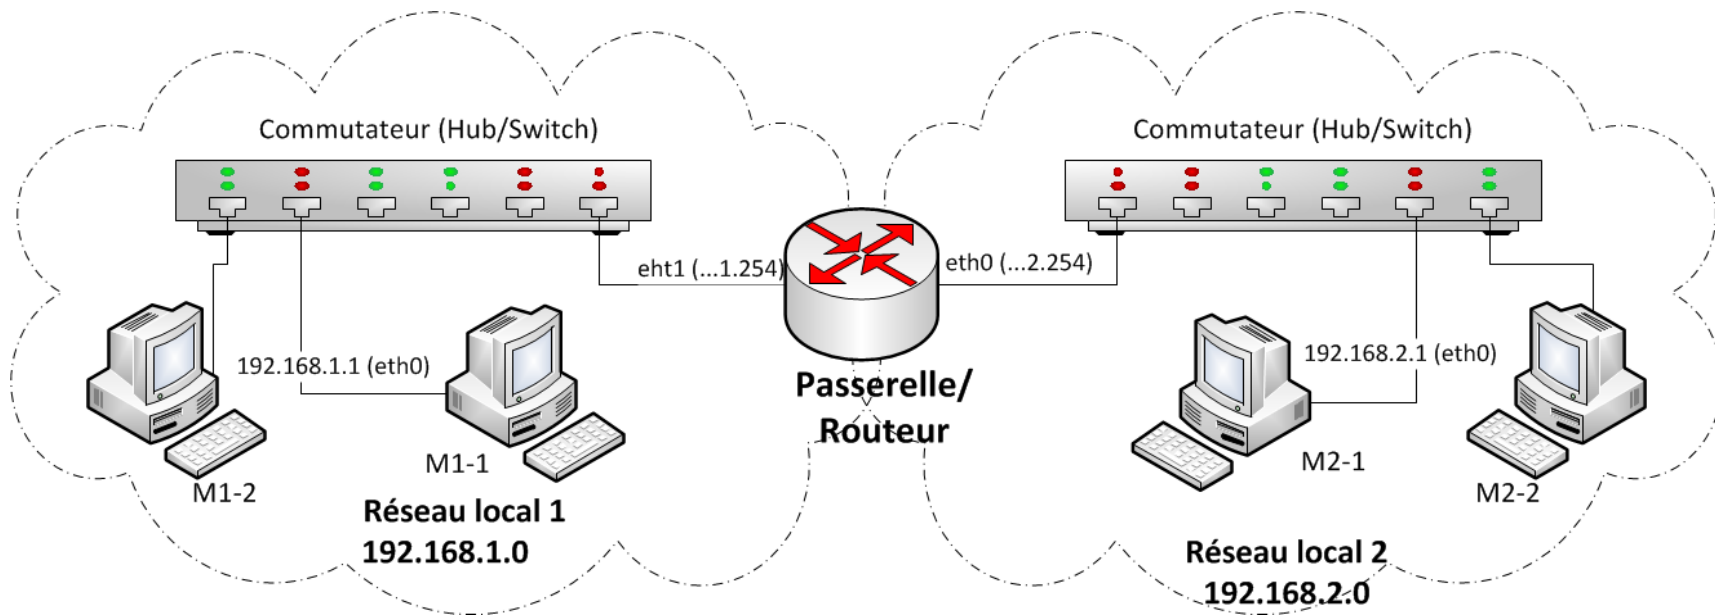 Commutateur (Hub/Switch)
Commutateur (Hub/Switch)
eht1 (...1.254)
eth0 (...2.254)
192.168.1.1 (eth0)
192.168.2.1 (eth0)
Passerelle/
Routeur
M1-2
M1-1
M2-1
M2-2
Réseau local 1
192.168.1.0
Réseau local 2
192.168.2.0